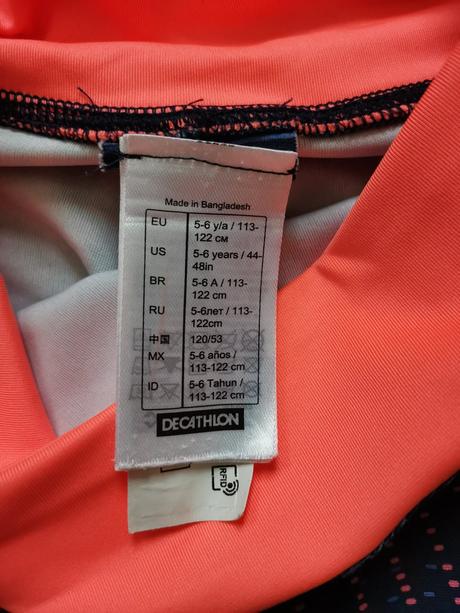 Made in Bangladesh
EU 5-6 y/a / 113-
122 см
US 5-6 years / 44-
48in
BR 5-6 A / 113-
122 cm
RU 5-6лет / 113-
122cm
中国 120/53
MX 5-6 años /
113-122 cm
ID 5-6 Tahun /
113-122 cm
DECATHLON
RFID